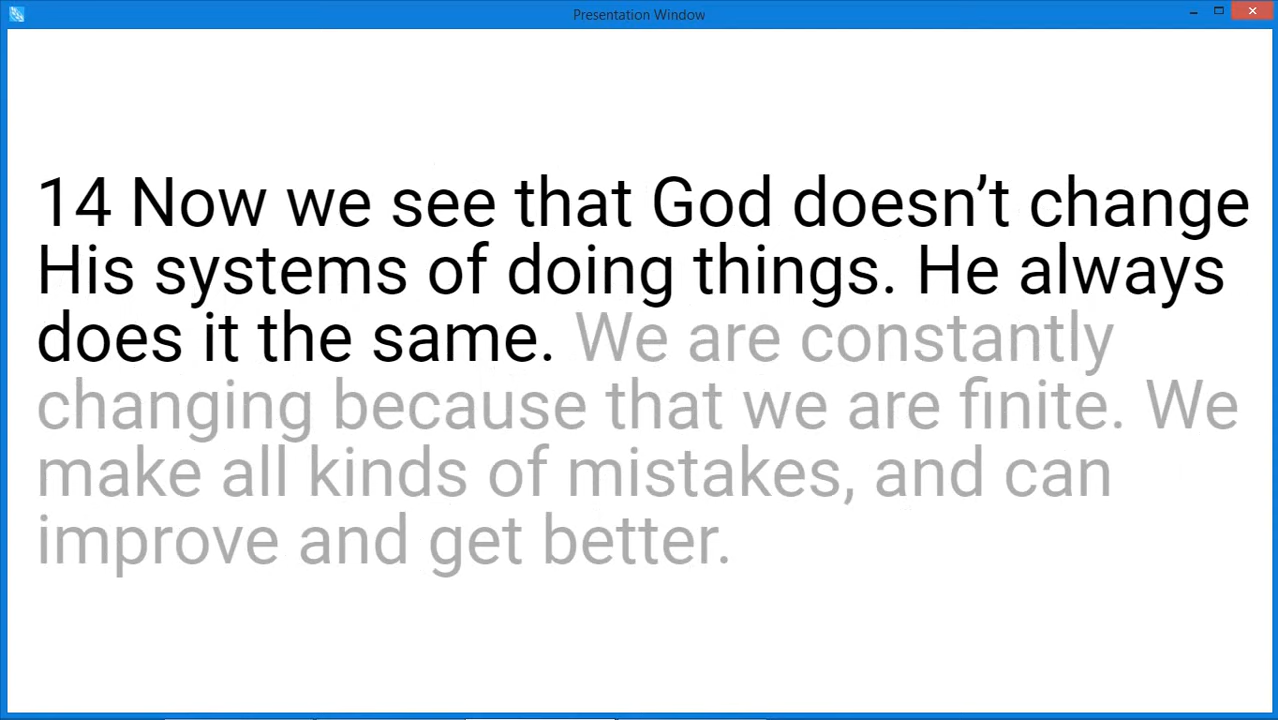 Presentation Window
14 Now we see that God doesn’t change
His systems of doing things. He always
does it the same. We are constantly
changing because that we are finite. We
make all kinds of mistakes, and can
improve and get better.